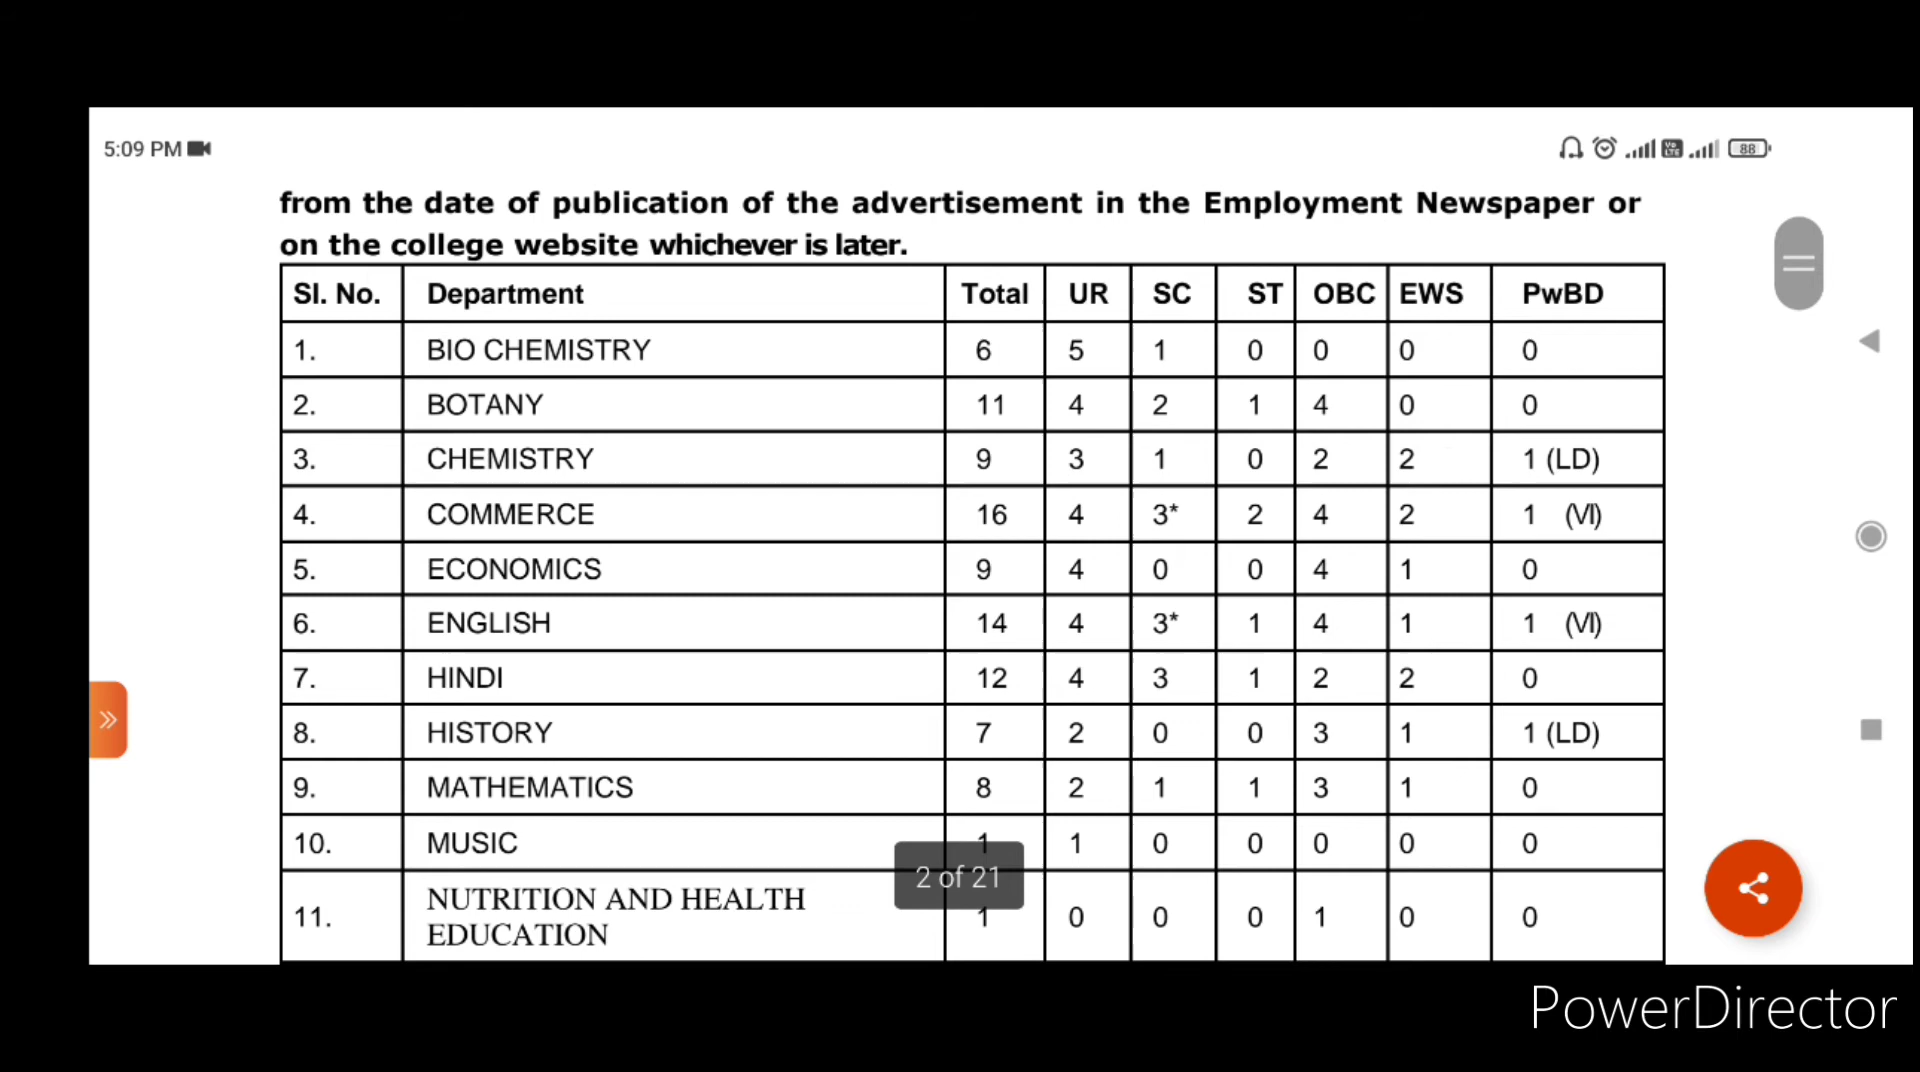 5:09 PM
88
from the date of publication of the advertisement in the Employment Newspaper or
on the college website whichever is later.
Sl. No. Department Total UR SC ST OBC EWS PwBD
1. BIO CHEMISTRY 6 5 1 0 0 0 0
2. BOTANY 11 4 2 1 4 0 0
3. CHEMISTRY 9 3 1 0 2 2 1 (LD)
4. COMMERCE 16 4 3* 2 4 2 1 (VI)
5. ECONOMICS 9 4 0 0 4 1 0
6. ENGLISH 14 4 3* 1 4 1 1 (VI)
7. HINDI 12 4 3 1 2 2 0
8. HISTORY 7 2 0 0 3 1 1 (LD)
9. MATHEMATICS 8 2 1 1 3 1 0
10. MUSIC 1 1 0 0 0 0 0
2 of 21
11. NUTRITION AND HEALTH
EDUCATION 1 0 0 0 1 0 0
PowerDirector